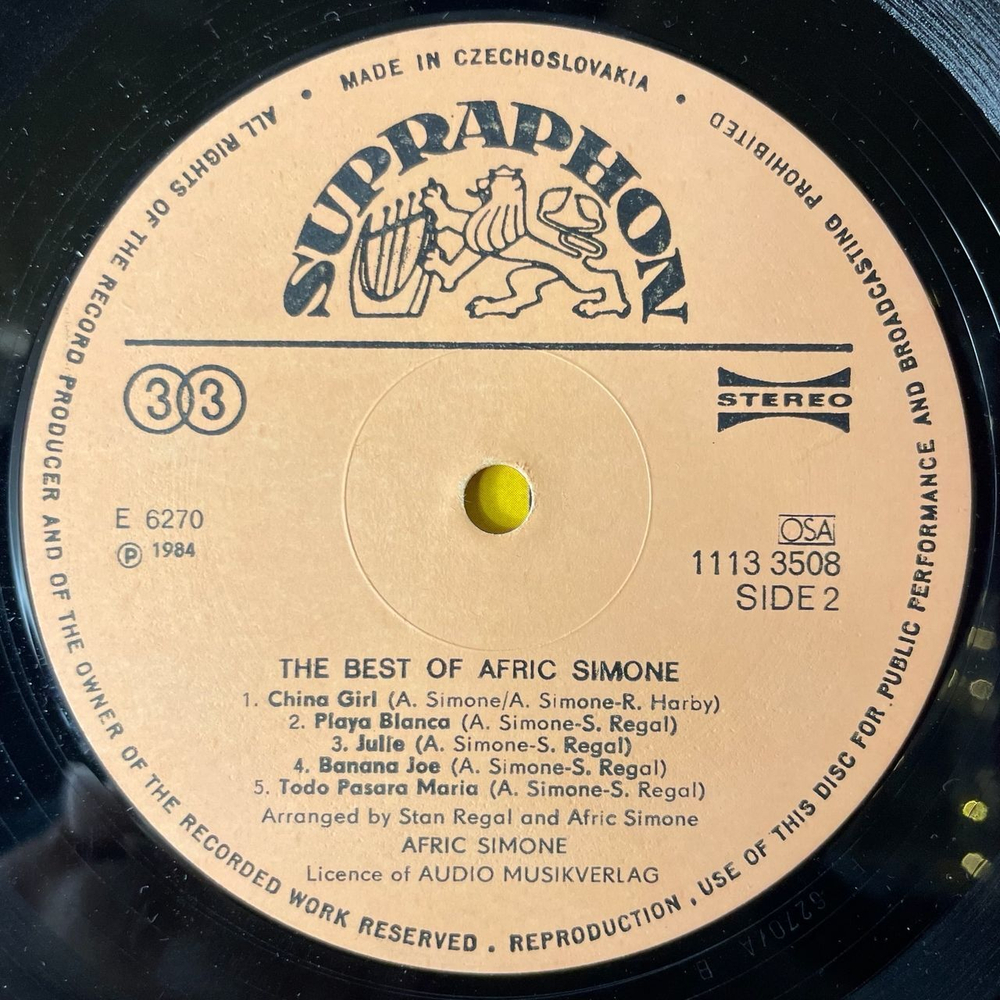 MADE IN CZECHOSLOVAKIA
SUPRAPHON
33
STEREO
E 6270
℗ 1984
OSA
1113 3508
SIDE 2
THE BEST OF AFRIC SIMONE
1. China Girl (A. Simone/A. Simone-R. Harby)
2. Playa Blanca (A. Simone-S. Regal)
3. Julie (A. Simone-S. Regal)
4. Banana Joe (A. Simone-S. Regal)
5. Todo Pasara Maria (A. Simone-S. Regal)
Arranged by Stan Regal and Afric Simone
AFRIC SIMONE
Licence of AUDIO MUSIKVERLAG
ALL RIGHTS OF THE RECORD PRODUCER AND OF THE OWNER OF THE RECORDED WORK RESERVED . REPRODUCTION , USE OF THIS DISC FOR PUBLIC PERFORMANCE AND BROADCASTING PROHIBITED